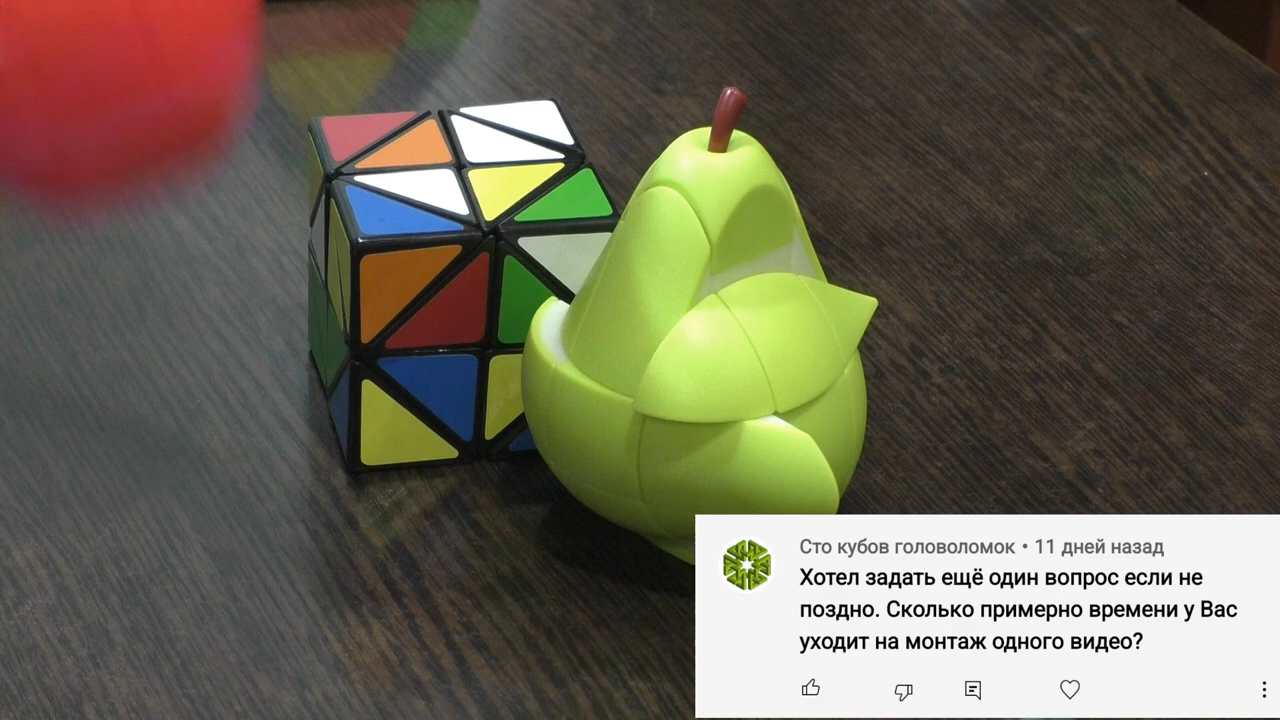 Сто кубов головоломок • 11 дней назад
Хотел задать ещё один вопрос если не
поздно. Сколько примерно времени у Вас
уходит на монтаж одного видео?